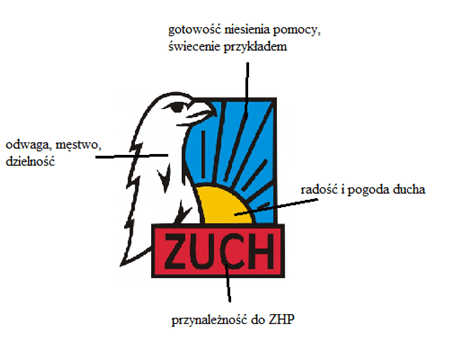 gotowość niesienia pomocy,
świecenie przykładem
odwaga, męstwo,
dzielność
radość i pogoda ducha
ZUCH
przynależność do ZHP